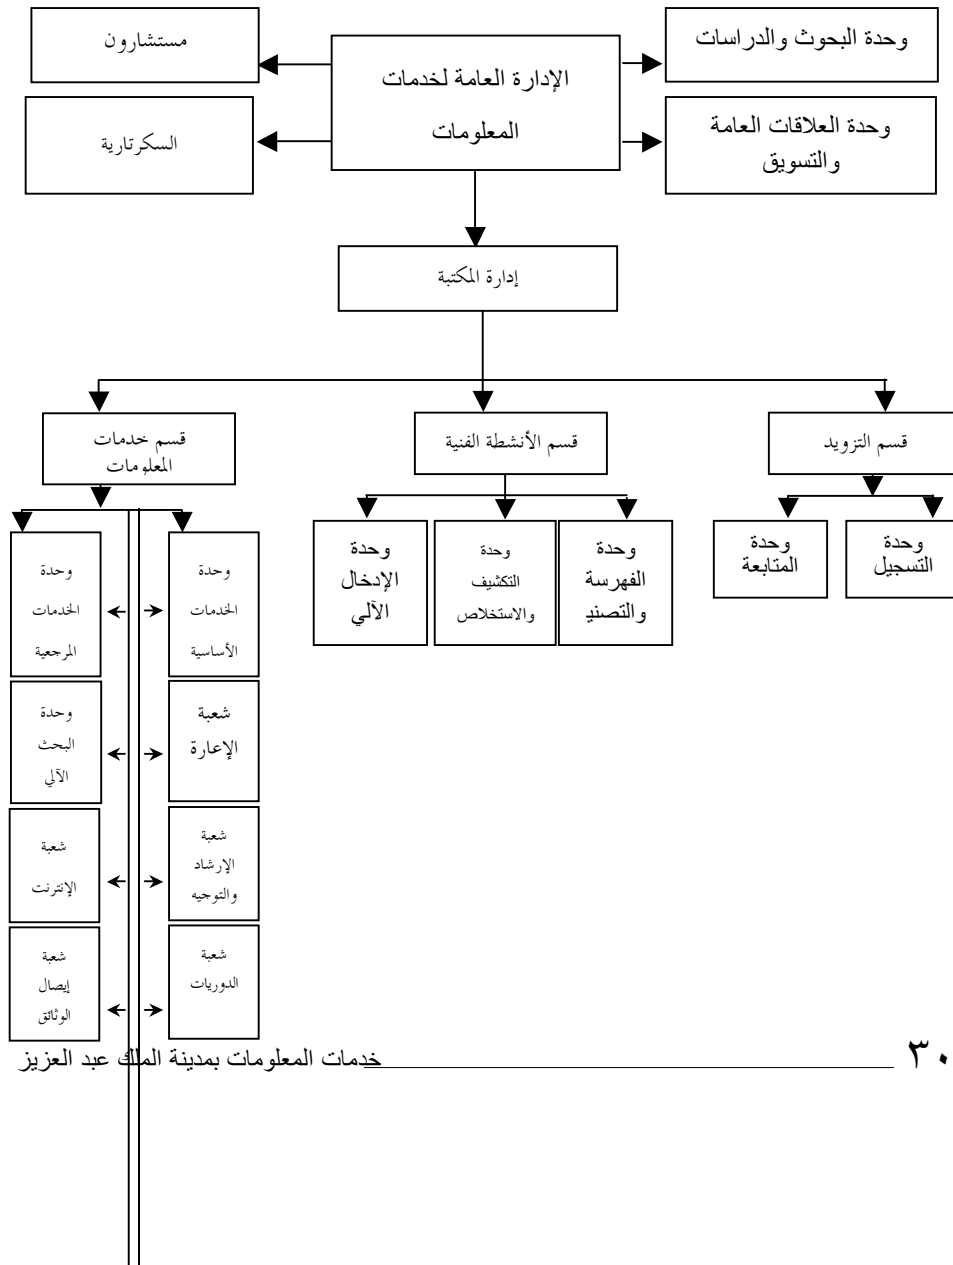 وحدة البحوث والدراسات
مستشارون
الإدارة العامة لخدمات
المعلومات
وحدة العلاقات العامة
والتسويق
السكرتارية
إدارة المكتبة
قسم التزويد
قسم الأنشطة الفنية
قسم خدمات
المعلومات
وحدة
التسجيل
وحدة
المتابعة
وحدة
الفهرسة
والتصنيـ
وحدة
التكشيف
والاستخلاص
وحدة
الإدخال
الآلي
وحدة
الخدمات
الأساسية
وحدة
الخدمات
المرجعية
شعبة
الإعارة
وحدة
البحث
الآلي
شعبة
الإرشاد
والتوجيه
شعبة
الإنترنت
شعبة
الدوريات
شعبة
إيصال
الوثائق
٣٠ خدمات المعلومات بمدينة الملك عبد العزيز